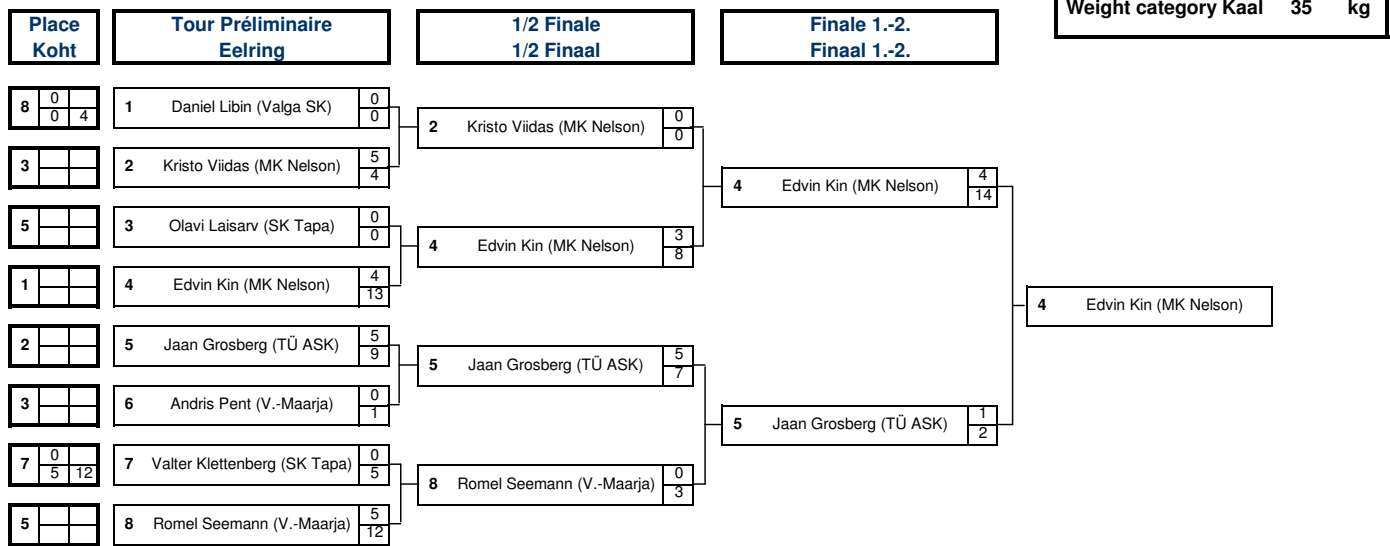 Weight category Kaal 35 kg
Place Tour Préliminaire 1/2 Finale Finale 1.-2.
Koht Eelring 1/2 Finaal Finaal 1.-2.
8 0 0 4 1 Daniel Libin (Valga SK) 0 0
2 Kristo Viidas (MK Nelson) 0 0
3 2 Kristo Viidas (MK Nelson) 5 4
4 Edvin Kin (MK Nelson) 4 14
5 3 Olavi Laisarv (SK Tapa) 0 0
4 Edvin Kin (MK Nelson) 3 8
1 4 Edvin Kin (MK Nelson) 4 13
4 Edvin Kin (MK Nelson)
2 5 Jaan Grosberg (TÜ ASK) 5 9
5 Jaan Grosberg (TÜ ASK) 5 7
3 6 Andris Pent (V.-Maarja) 0 1
5 Jaan Grosberg (TÜ ASK) 1 2
7 0 5 12 7 Valter Klettenberg (SK Tapa) 0 5
8 Romel Seemann (V.-Maarja) 0 3
5 8 Romel Seemann (V.-Maarja) 5 12